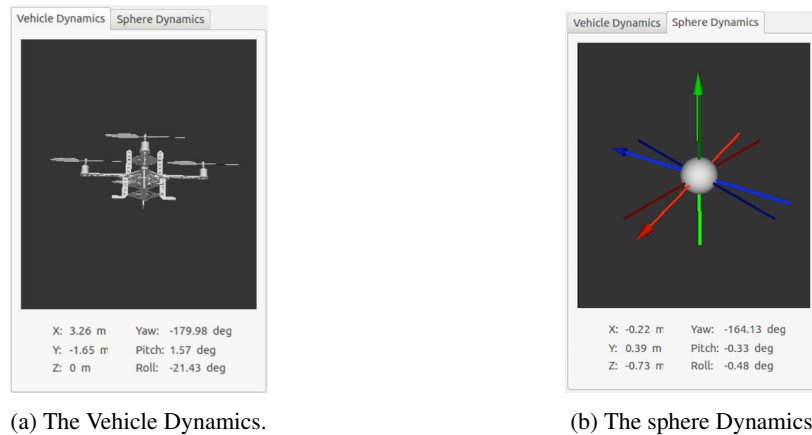 Vehicle Dynamics Sphere Dynamics
X: 3.26 m Yaw: -179.98 deg
Y: -1.65 m Pitch: 1.57 deg
Z: 0 m Roll: -21.43 deg
(a) The Vehicle Dynamics.
Vehicle Dynamics Sphere Dynamics
X: -0.22 m Yaw: -164.13 deg
Y: 0.39 m Pitch: -0.33 deg
Z: -0.73 m Roll: -0.48 deg
(b) The sphere Dynamics